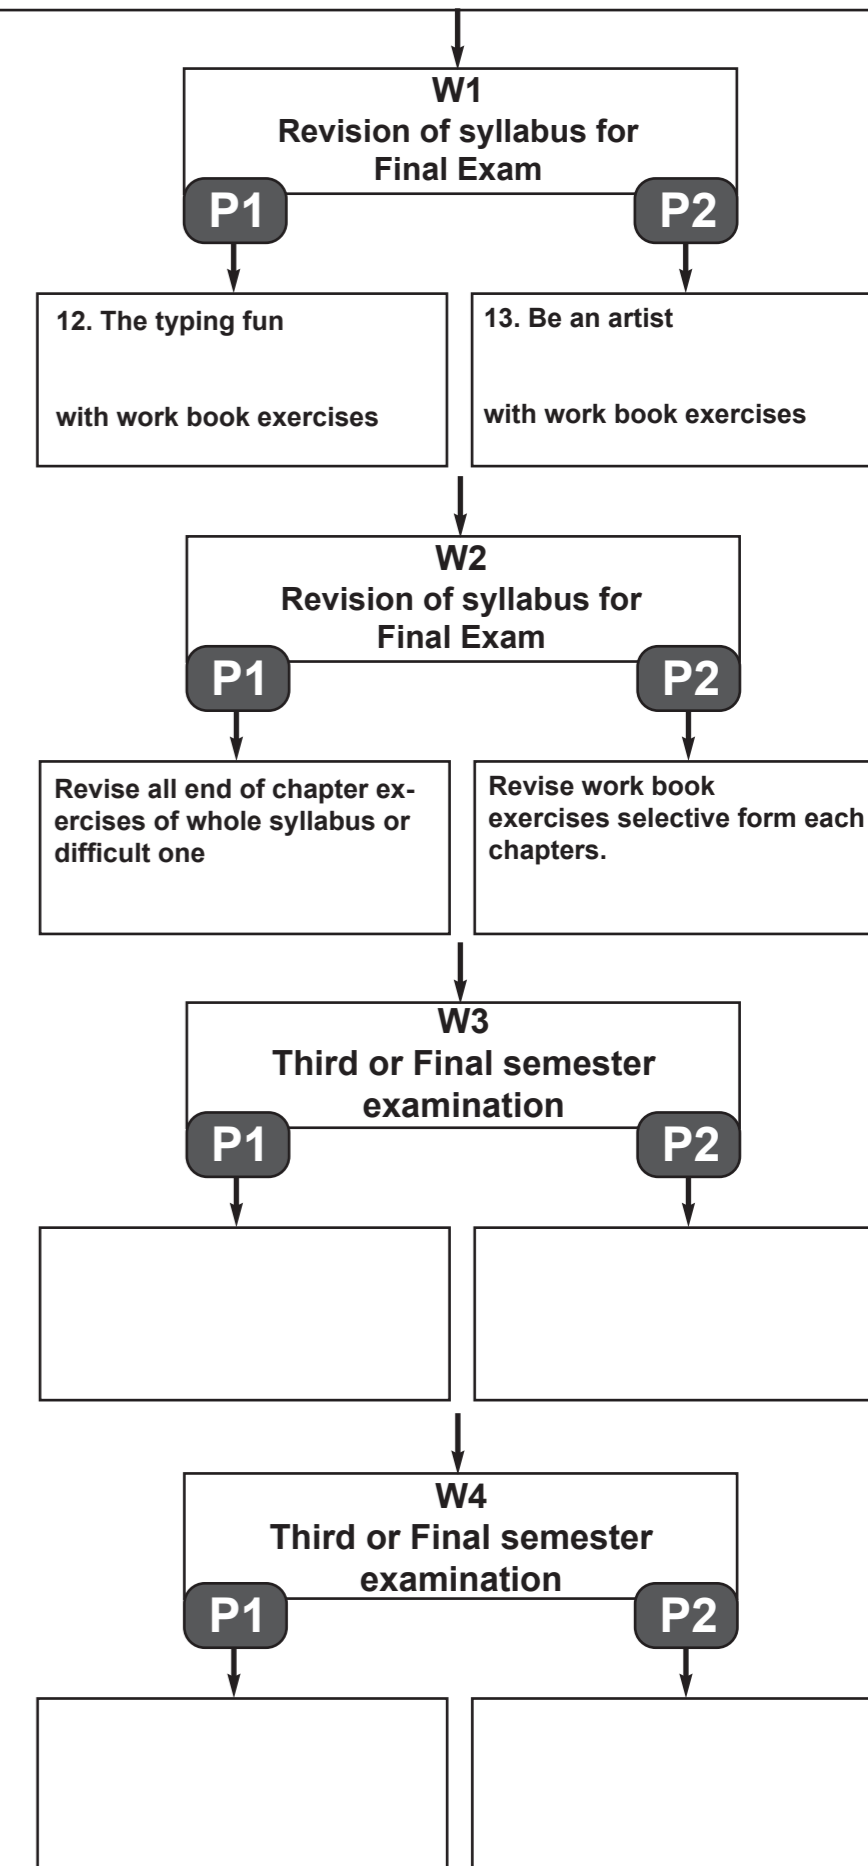 W1
Revision of syllabus for
Final Exam
P1
P2
12. The typing fun
with work book exercises
13. Be an artist
with work book exercises
W2
Revision of syllabus for
Final Exam
P1
P2
Revise all end of chapter ex-
ercises of whole syllabus or
difficult one
Revise work book
exercises selective form each
chapters.
W3
Third or Final semester
examination
P1
P2
W4
Third or Final semester
examination
P1
P2